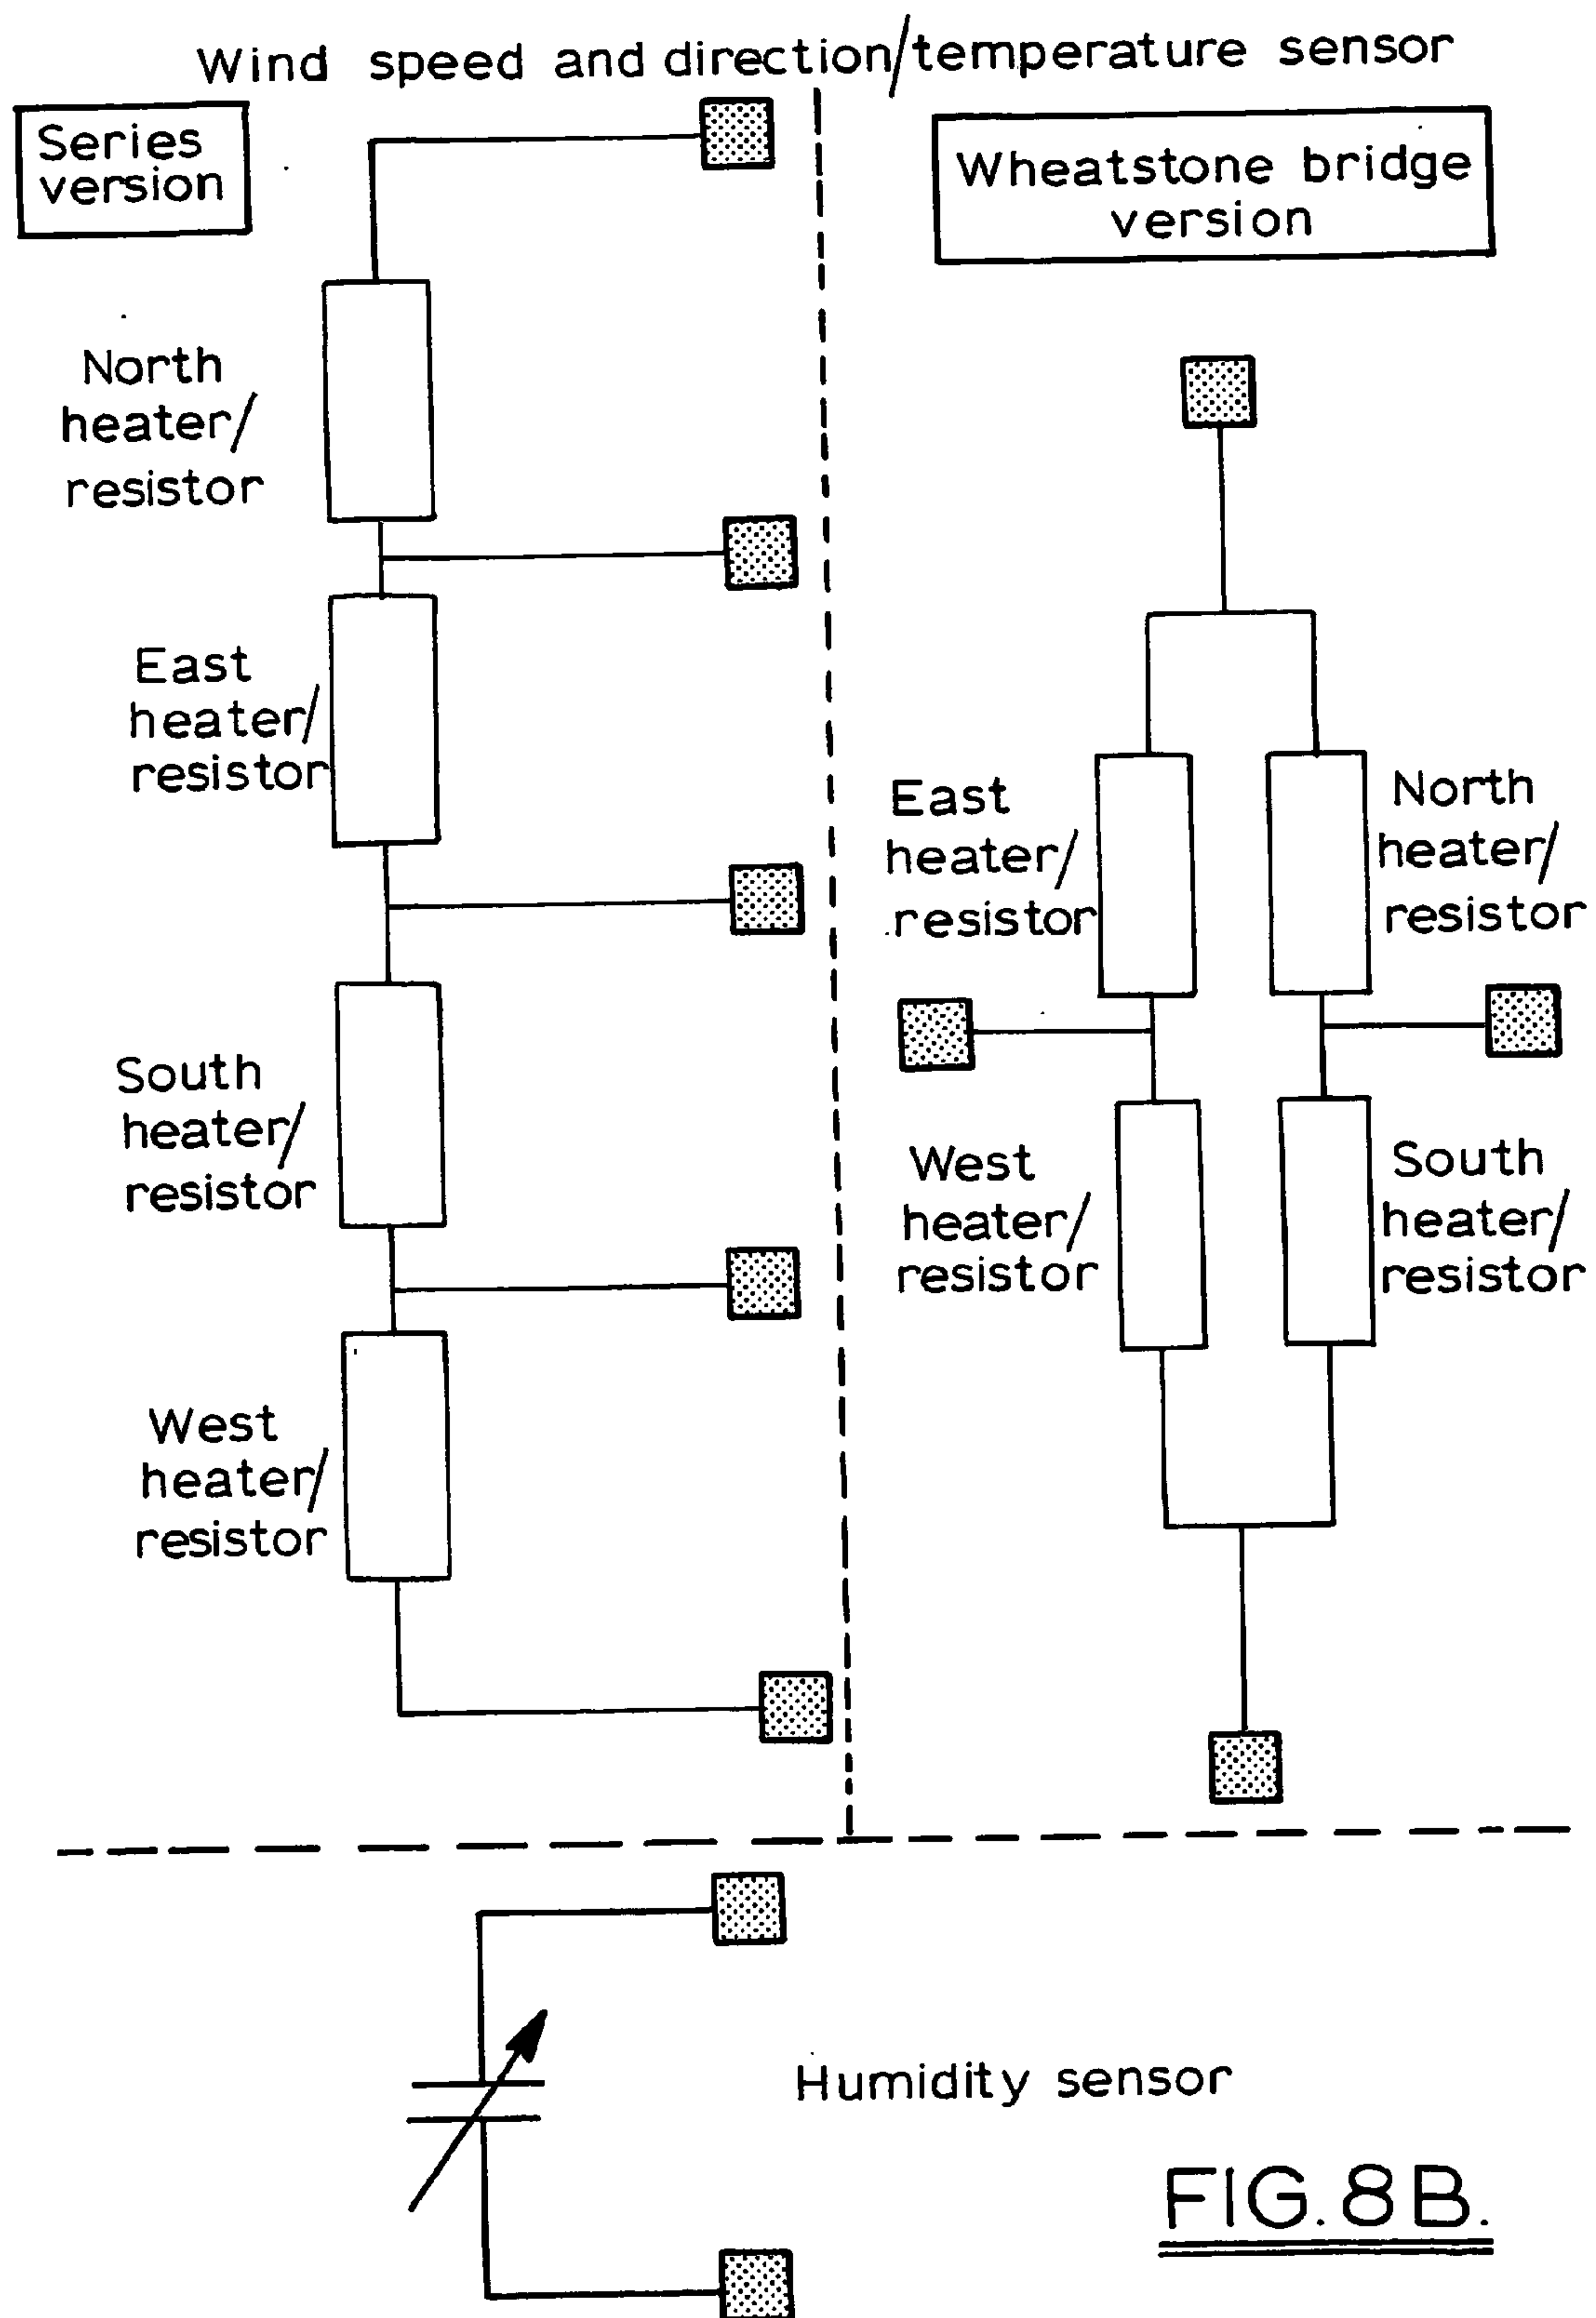 Wind speed and direction/temperature sensor
Series
version
Wheatstone bridge
version
North
heater/
resistor
East
heater/
resistor
South
heater/
resistor
West
heater/
resistor
East
heater/
resistor
North
heater/
resistor
West
heater/
resistor
South
heater/
resistor
Humidity sensor
FIG. 8B.